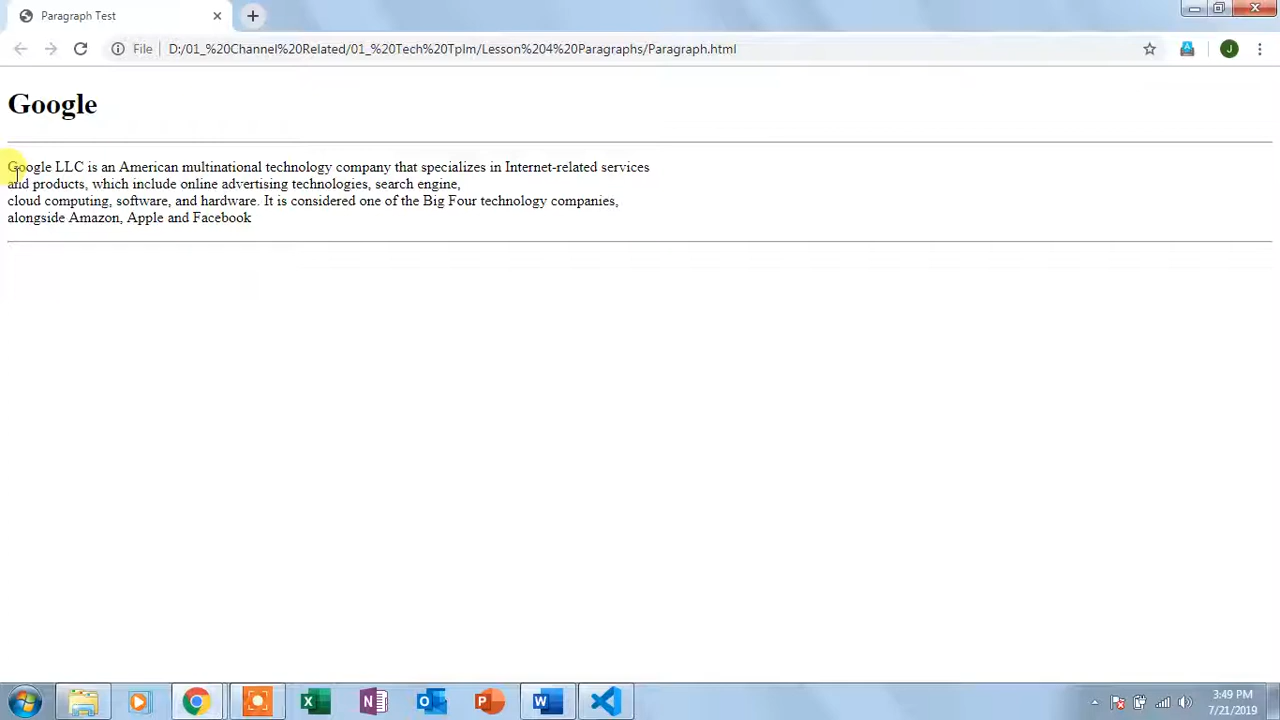 Paragraph Test
File D:/01_%20Channel%20Related/01_%20Tech%20Tplm/Lesson%204%20Paragraphs/Paragraph.html
J
Google
Google LLC is an American multinational technology company that specializes in Internet-related services
and products, which include online advertising technologies, search engine,
cloud computing, software, and hardware. It is considered one of the Big Four technology companies,
alongside Amazon, Apple and Facebook
3:49 PM
7/21/2019